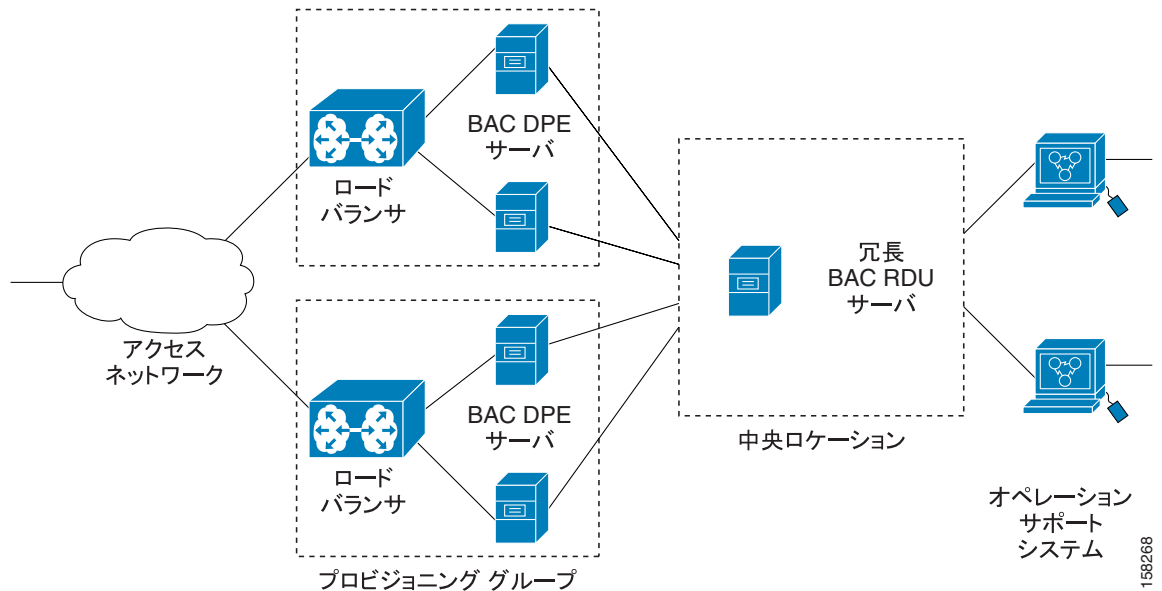 BAC DPE
サーバ
ロード
バランサ
アクセス
ネットワーク
BAC DPE
サーバ
ロード
バランサ
プロビジョニング グループ
冗長
BAC RDU
サーバ
中央ロケーション
オペレーション
サポート
システム
158268